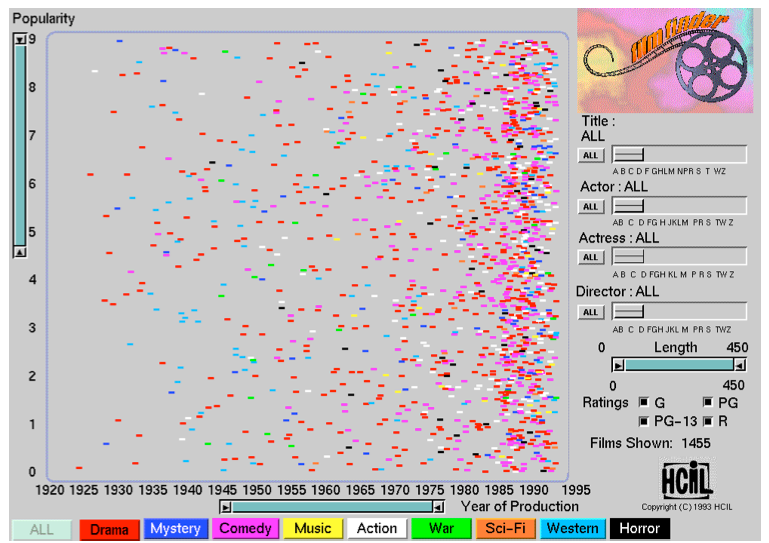 Popularity
film finder
9
8
7
6
5
4
3
2
1
0
1920 1925 1930 1935 1940 1945 1950 1955 1960 1965 1970 1975 1980 1985 1990 1995
Year of Production
ALL Drama Mystery Comedy Music Action War Sci-Fi Western Horror
Title :
ALL
ALL
A B C D F GHLM NPR S T WZ
Actor : ALL
ALL
AB C D FG H JKLM PR S TW Z
Actress : ALL
ALL
AB C D FGH KL M P R S TW Z
Director : ALL
ALL
AB C D FGH JKL M PR S TWZ
0 Length 450
0 450
Ratings G PG
PG-13 R
Films Shown: 1455
HCIL
Copyright (C) 1993 HCIL